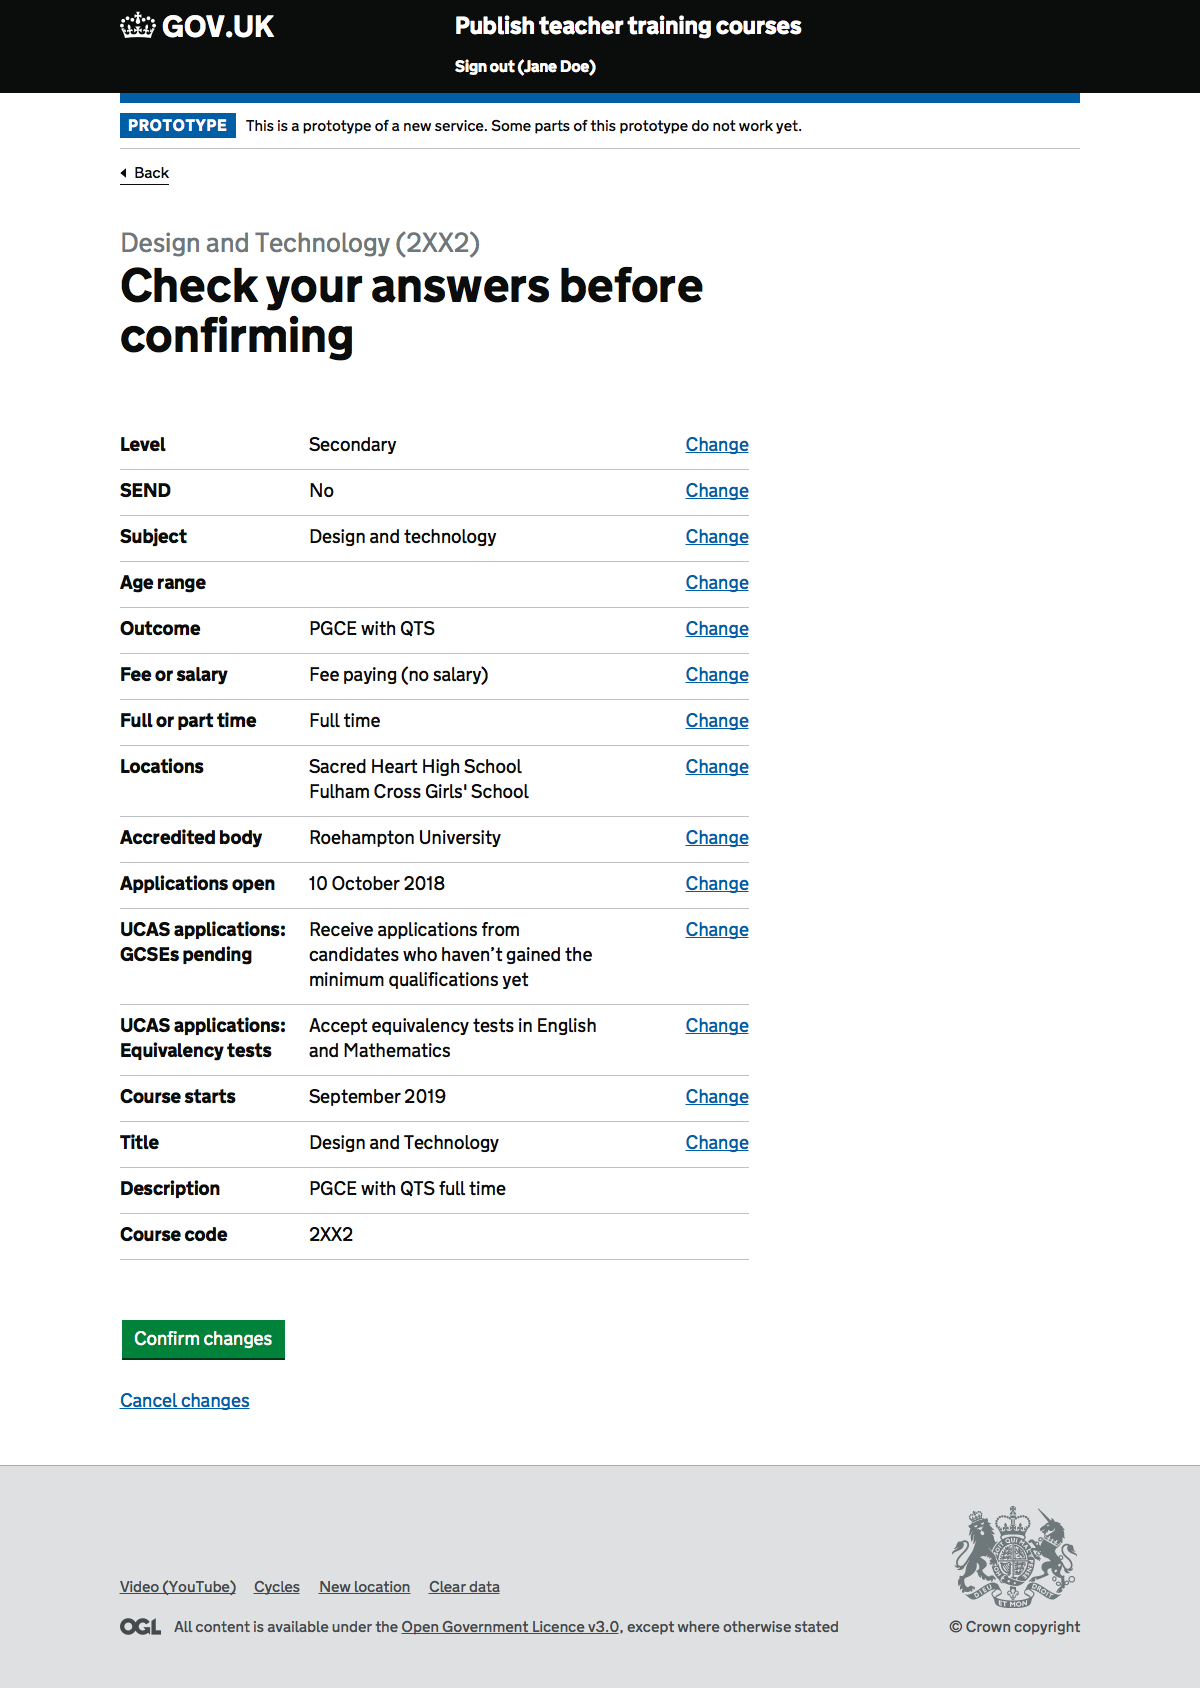 GOV.UK
Publish teacher training courses
Sign out (Jane Doe)
PROTOTYPE This is a prototype of a new service. Some parts of this prototype do not work yet.
Back
Design and Technology (2XX2)
Check your answers before
confirming
Level Secondary Change
SEND No Change
Subject Design and technology Change
Age range Change
Outcome PGCE with QTS Change
Fee or salary Fee paying (no salary) Change
Full or part time Full time Change
Locations Sacred Heart High School Change
Fulham Cross Girls' School
Accredited body Roehampton University Change
Applications open 10 October 2018 Change
UCAS applications: Receive applications from Change
GCSEs pending candidates who haven’t gained the
minimum qualifications yet
UCAS applications: Accept equivalency tests in English Change
Equivalency tests and Mathematics
Course starts September 2019 Change
Title Design and Technology Change
Description PGCE with QTS full time
Course code 2XX2
Confirm changes
Cancel changes
Video (YouTube) Cycles New location Clear data
OGL All content is available under the Open Government Licence v3.0, except where otherwise stated
DIEU ET MON DROIT
© Crown copyright